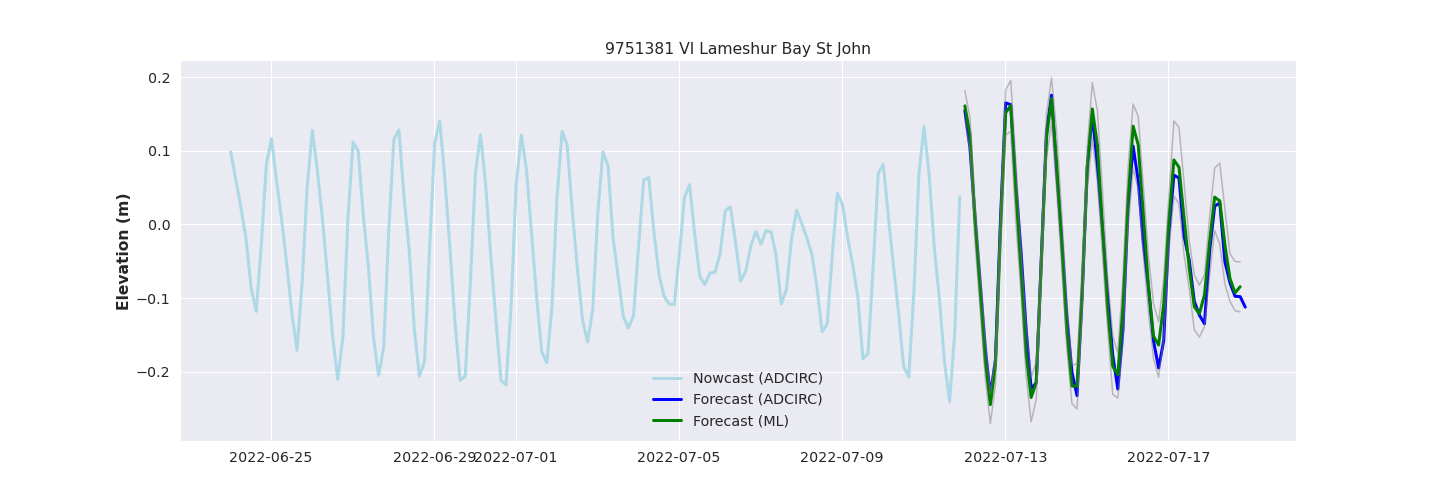 9751381 VI Lameshur Bay St John
Elevation (m)
0.2
0.1
0.0
−0.1
−0.2
Nowcast (ADCIRC)
Forecast (ADCIRC)
Forecast (ML)
2022-06-25 2022-06-29 2022-07-01 2022-07-05 2022-07-09 2022-07-13 2022-07-17